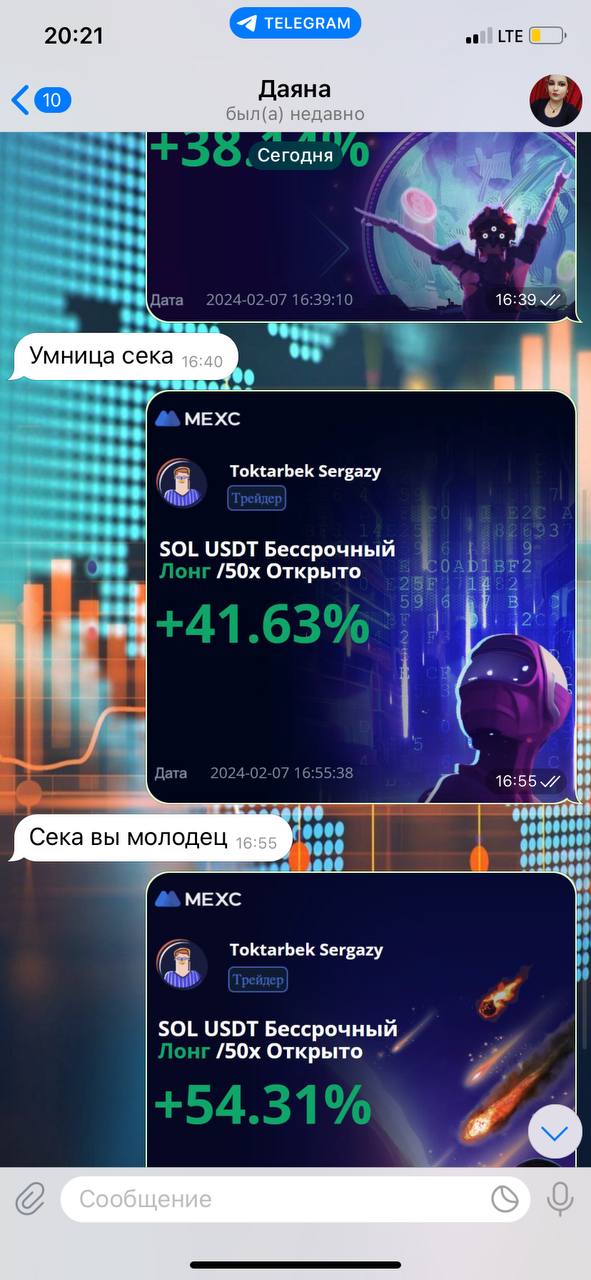 20:21
TELEGRAM
LTE
10
Даяна
был(а) недавно
Сегодня
Дата 2024-02-07 16:39:10
16:39
Умница сека 16:40
MEXC
Toktarbek Sergazy
Трейдер
SOL USDT Бессрочный
Лонг /50x Открыто
+41.63%
Дата 2024-02-07 16:55:38
16:55
Сека вы молодец 16:55
MEXC
Toktarbek Sergazy
Трейдер
SOL USDT Бессрочный
Лонг /50x Открыто
+54.31%
Сообщение